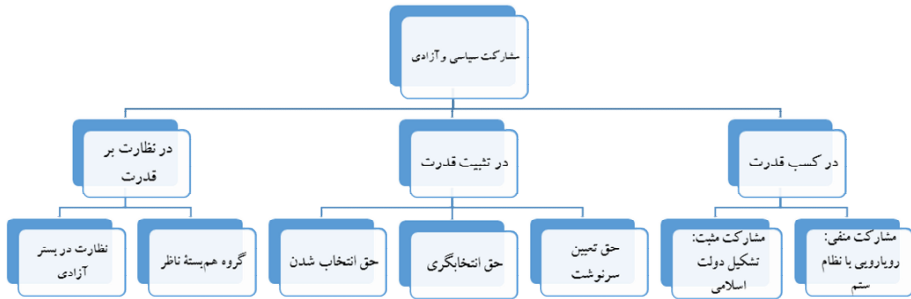 مشارکت سیاسی و آزادی
در کسب قدرت
در تثبیت قدرت
در نظارت بر
قدرت
مشارکت منفی:
رویارویی با نظام
ستم
مشارکت مثبت:
تشکیل دولت
اسلامی
حق تعیین
سرنوشت
حق انتخابگری
حق انتخاب شدن
گروه هم‌بستۀ ناظر
نظارت در بستر
آزادی